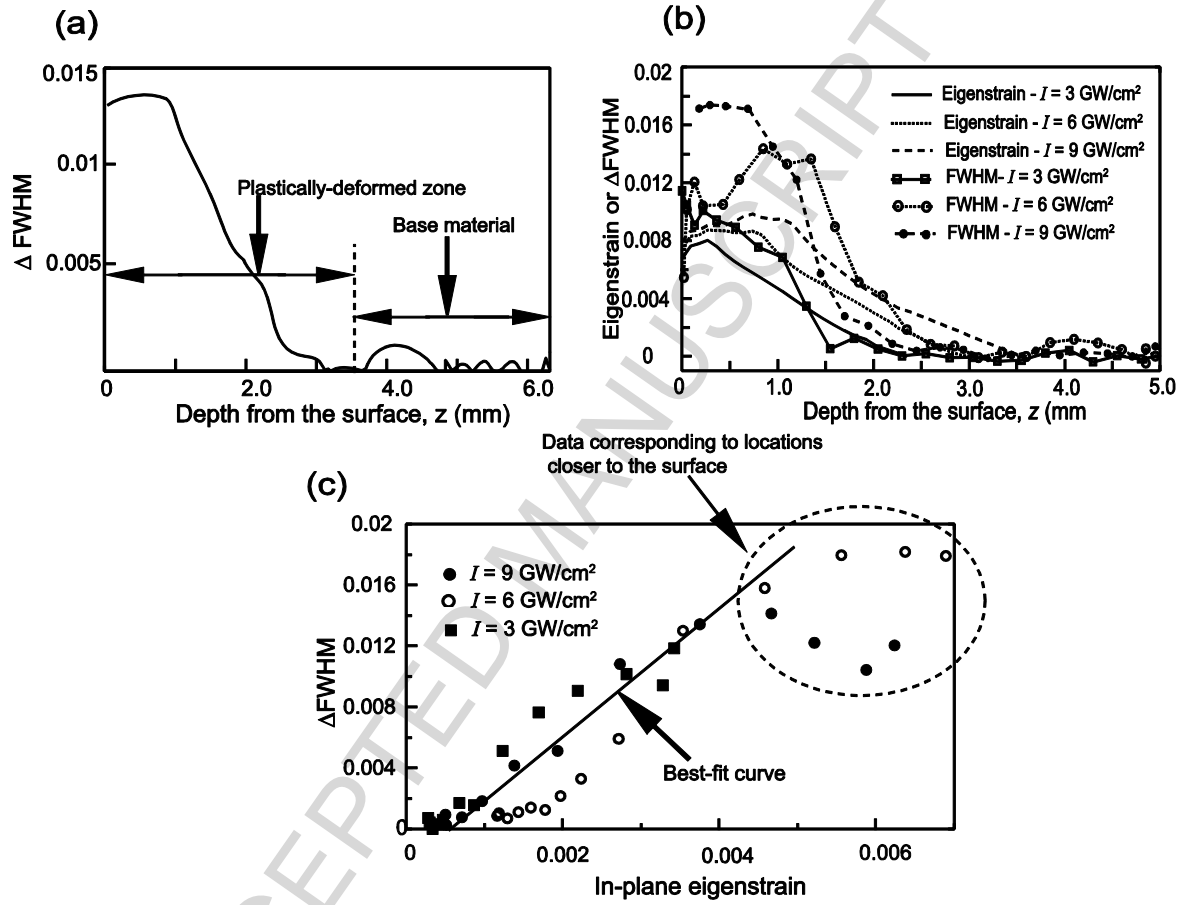 (a)
0.015
0.010
0.005
Δ FWHM
Plastically-deformed zone
Base material
0
2.0
4.0
6.0
Depth from the surface, z (mm)
(b)
0.02
0.016
0.012
0.008
0.004
0
Eigenstrain or ΔFWHM
Eigenstrain - I = 3 GW/cm²
Eigenstrain - I = 6 GW/cm²
Eigenstrain - I = 9 GW/cm²
FWHM- I = 3 GW/cm²
FWHM - I = 6 GW/cm²
FWHM - I = 9 GW/cm²
0
1.0
2.0
3.0
4.0
5.0
Depth from the surface, z (mm
Data corresponding to locations
closer to the surface
(c)
0.02
0.016
0.012
0.008
0.004
0
ΔFWHM
I = 9 GW/cm²
I = 6 GW/cm²
I = 3 GW/cm²
Best-fit curve
0
0.002
0.004
0.006
In-plane eigenstrain
CEPTED MANUSCRIPT